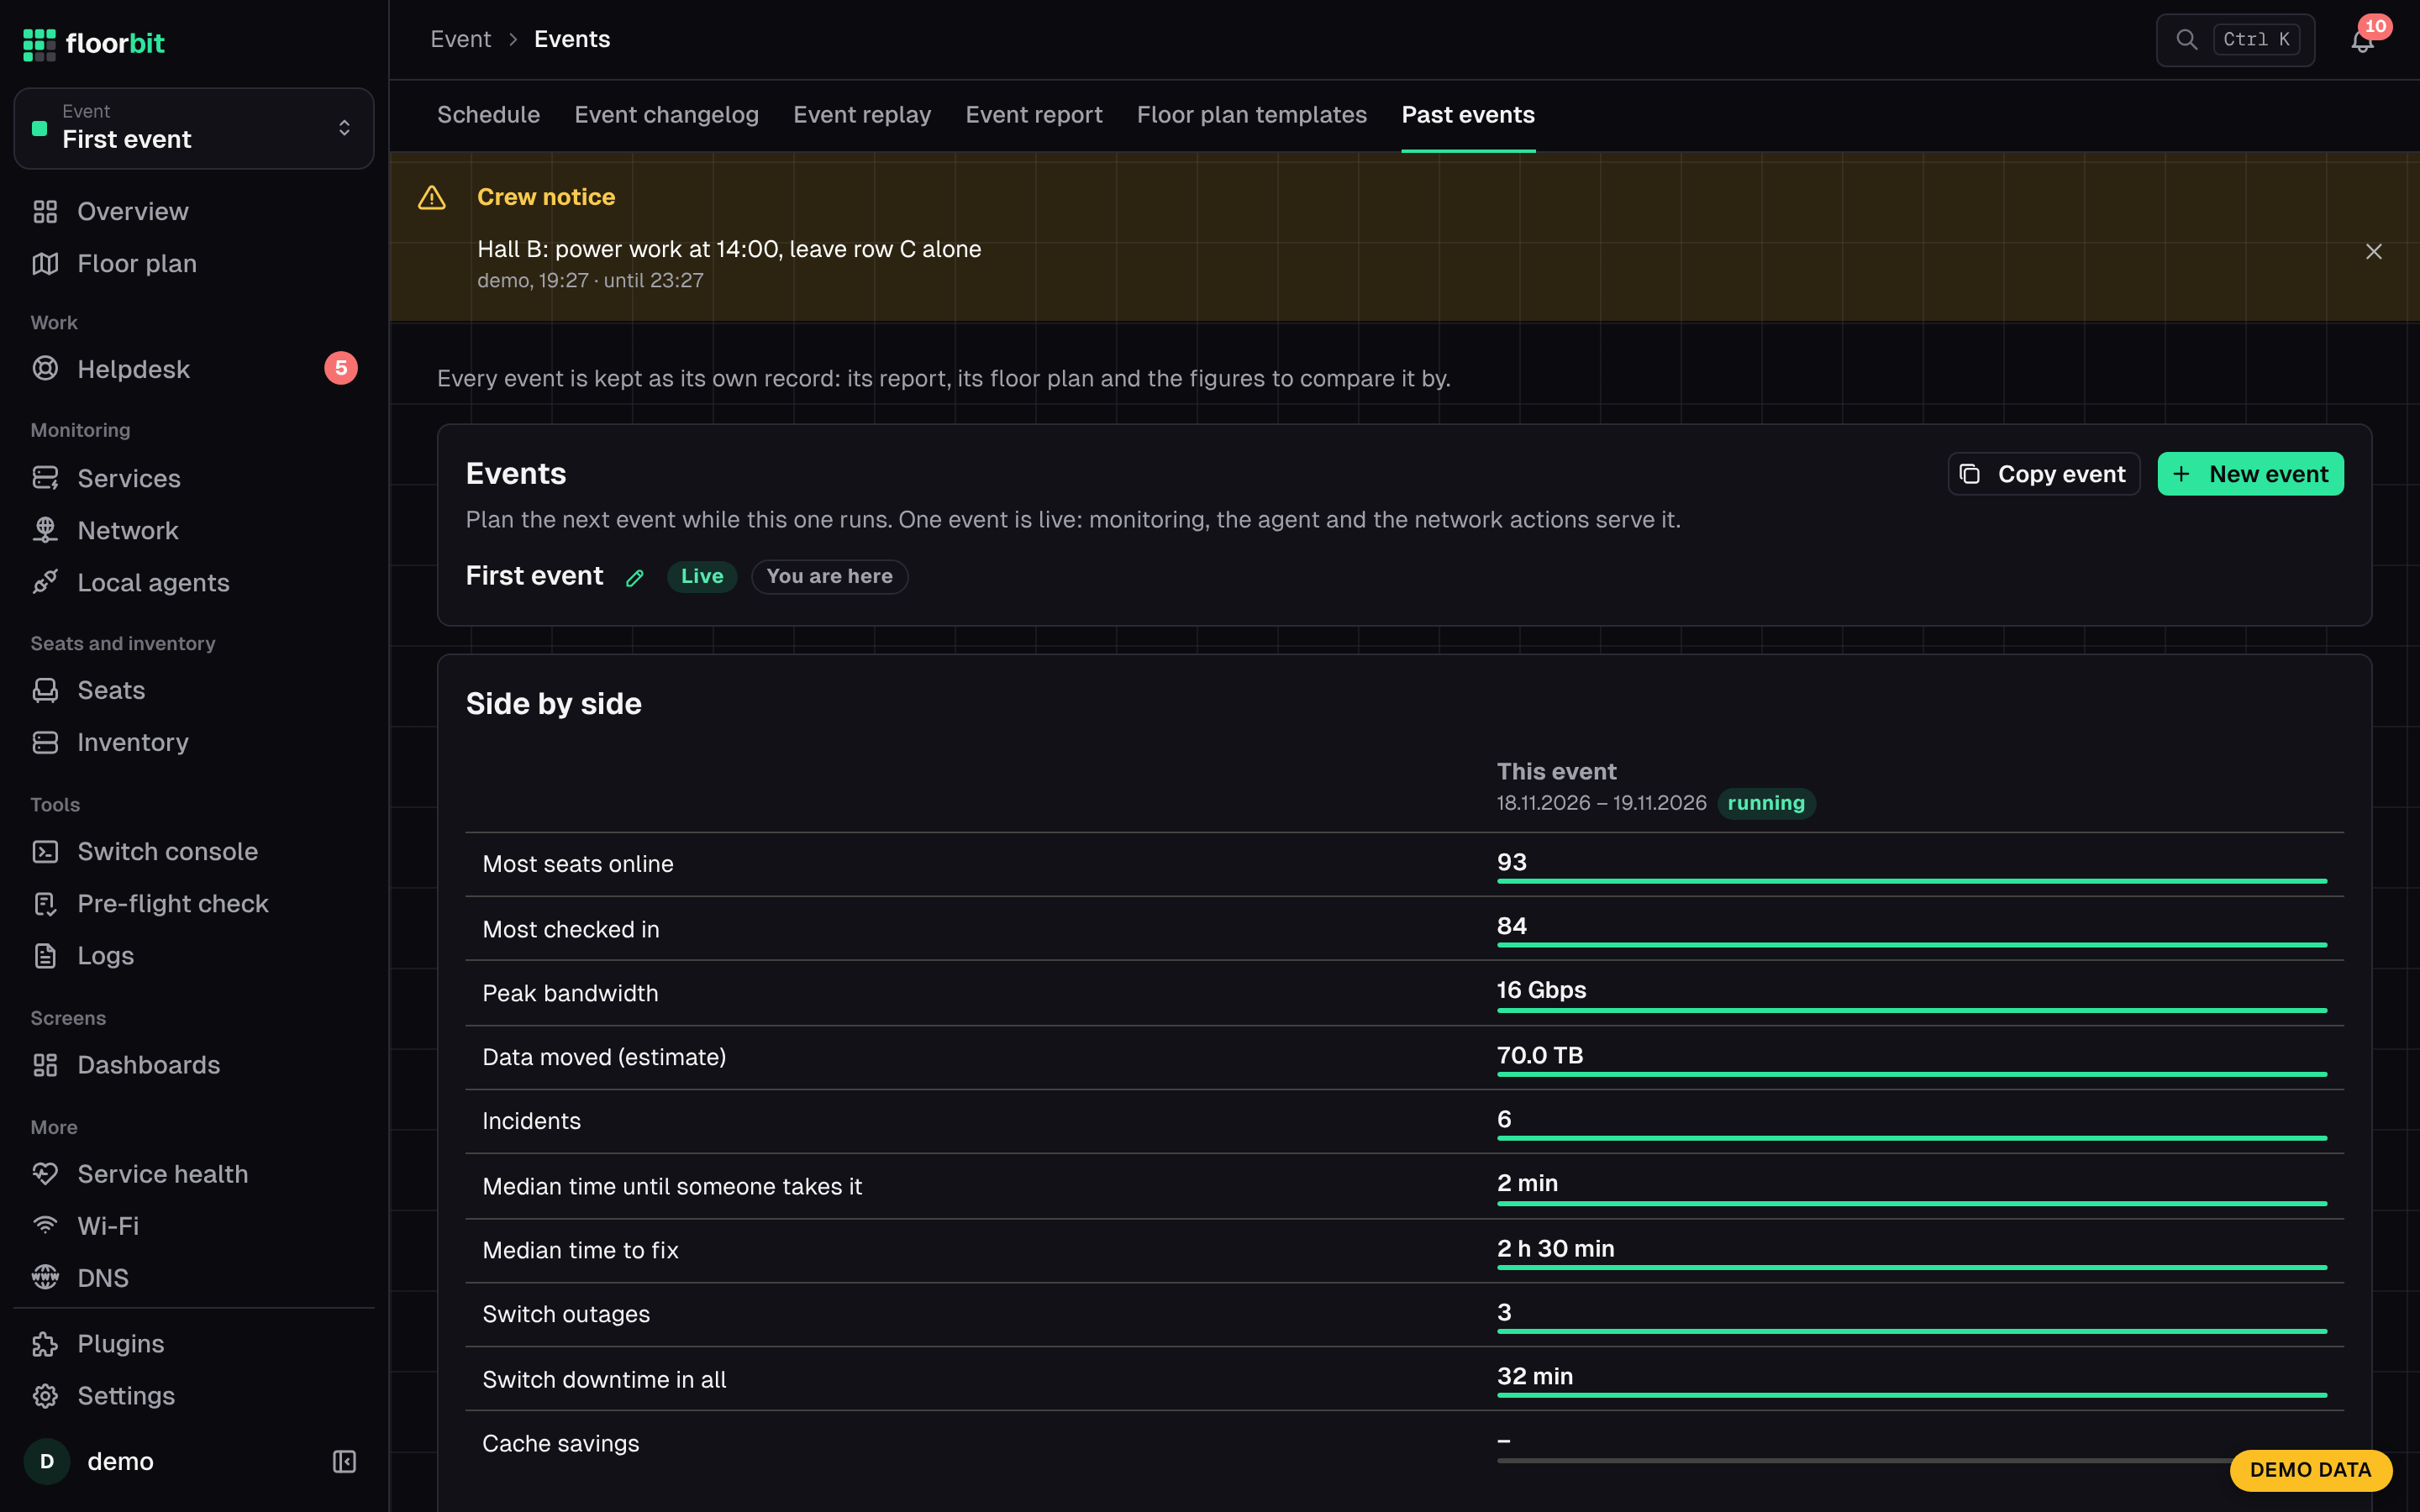 floorbit
Event
First event
Overview
Floor plan
Work
Helpdesk 5
Monitoring
Services
Network
Local agents
Seats and inventory
Seats
Inventory
Tools
Switch console
Pre-flight check
Logs
Screens
Dashboards
More
Service health
Wi-Fi
DNS
Plugins
Settings
D demo
Event > Events
Ctrl K
10
Schedule Event changelog Event replay Event report Floor plan templates Past events
Crew notice
Hall B: power work at 14:00, leave row C alone
demo, 19:27 · until 23:27
Every event is kept as its own record: its report, its floor plan and the figures to compare it by.
Events
Copy event
+ New event
Plan the next event while this one runs. One event is live: monitoring, the agent and the network actions serve it.
First event Live You are here
Side by side
This event
18.11.2026 – 19.11.2026 running
Most seats online 93
Most checked in 84
Peak bandwidth 16 Gbps
Data moved (estimate) 70.0 TB
Incidents 6
Median time until someone takes it 2 min
Median time to fix 2 h 30 min
Switch outages 3
Switch downtime in all 32 min
Cache savings –
DEMO DATA